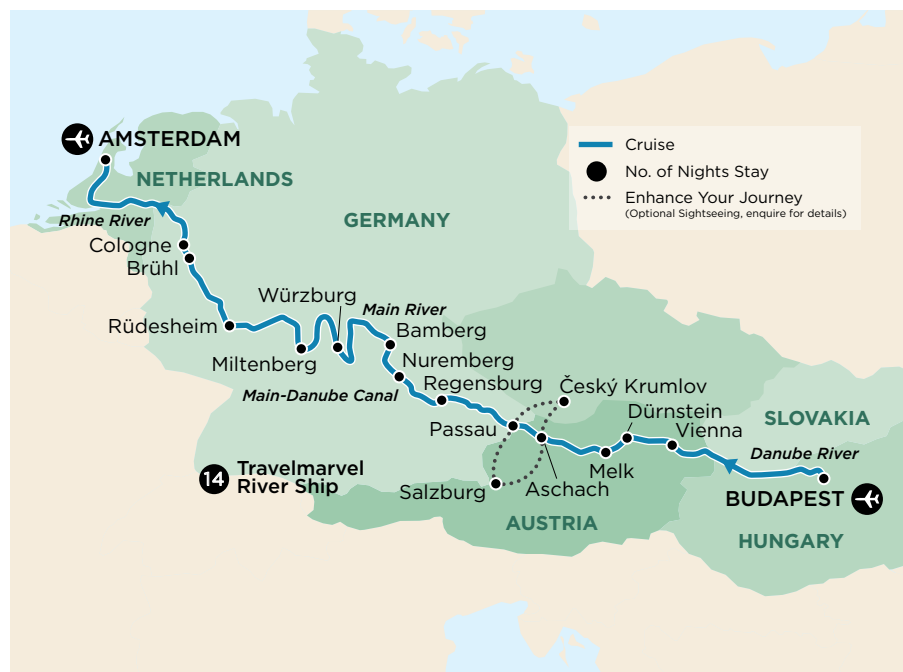 AMSTERDAM
NETHERLANDS
Rhine River
Cologne
Brühl
GERMANY
Cruise
No. of Nights Stay
Enhance Your Journey
(Optional Sightseeing, enquire for details)
Würzburg
Main River
Rüdesheim
Bamberg
Miltenberg
Nuremberg
Main-Danube Canal
Regensburg
Český Krumlov
Dürnstein
SLOVAKIA
Passau
Vienna
Danube River
14 Travelmarvel
River Ship
Melk
Salzburg
Aschach
BUDAPEST
AUSTRIA
HUNGARY